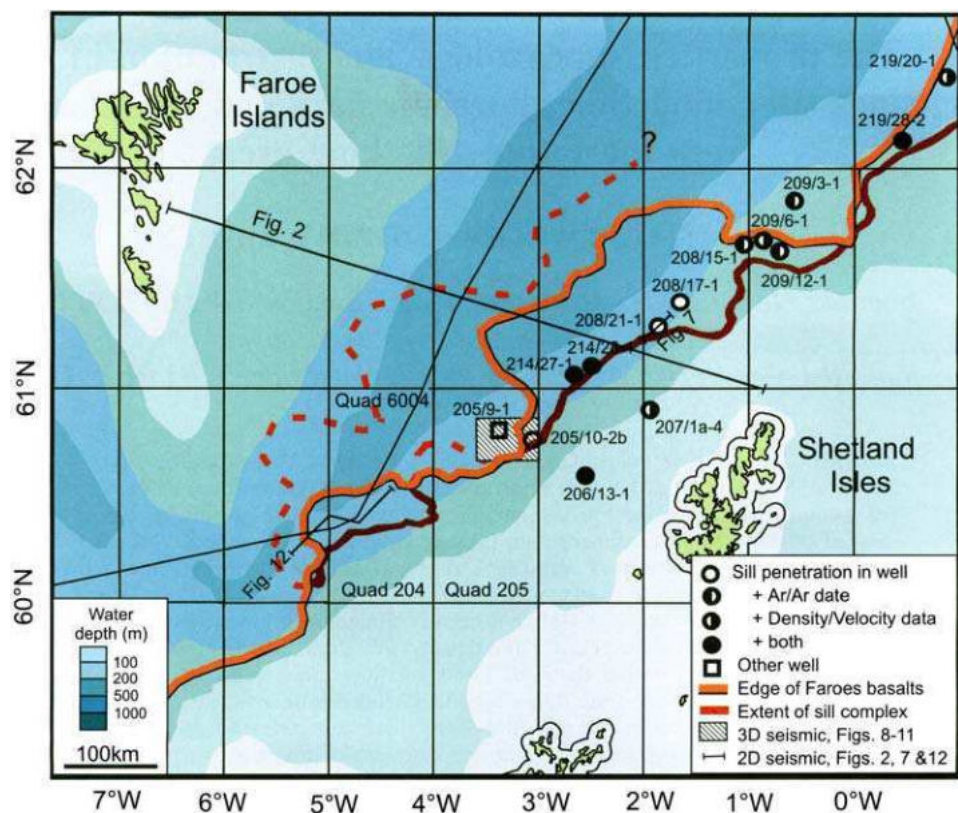 Faroe
Islands
219/20-1
219/28-2
62°N
?
209/3-1
Fig. 2
209/6-1
208/15-1
209/12-1
208/17-1
208/21-1
Fig. 7
214/27-1
61°N
Quad 6004
205/9-1
205/10-2b
207/1a-4
Shetland
Isles
206/13-1
Fig. 12
60°N
Quad 204
Quad 205
Water
depth (m)
100
200
500
1000
100km
Sill penetration in well
+ Ar/Ar date
+ Density/Velocity data
+ both
Other well
Edge of Faroes basalts
Extent of sill complex
3D seismic, Figs. 8-11
2D seismic, Figs. 2, 7 &12
7°W
6°W
5°W
4°W
3°W
2°W
1°W
0°W